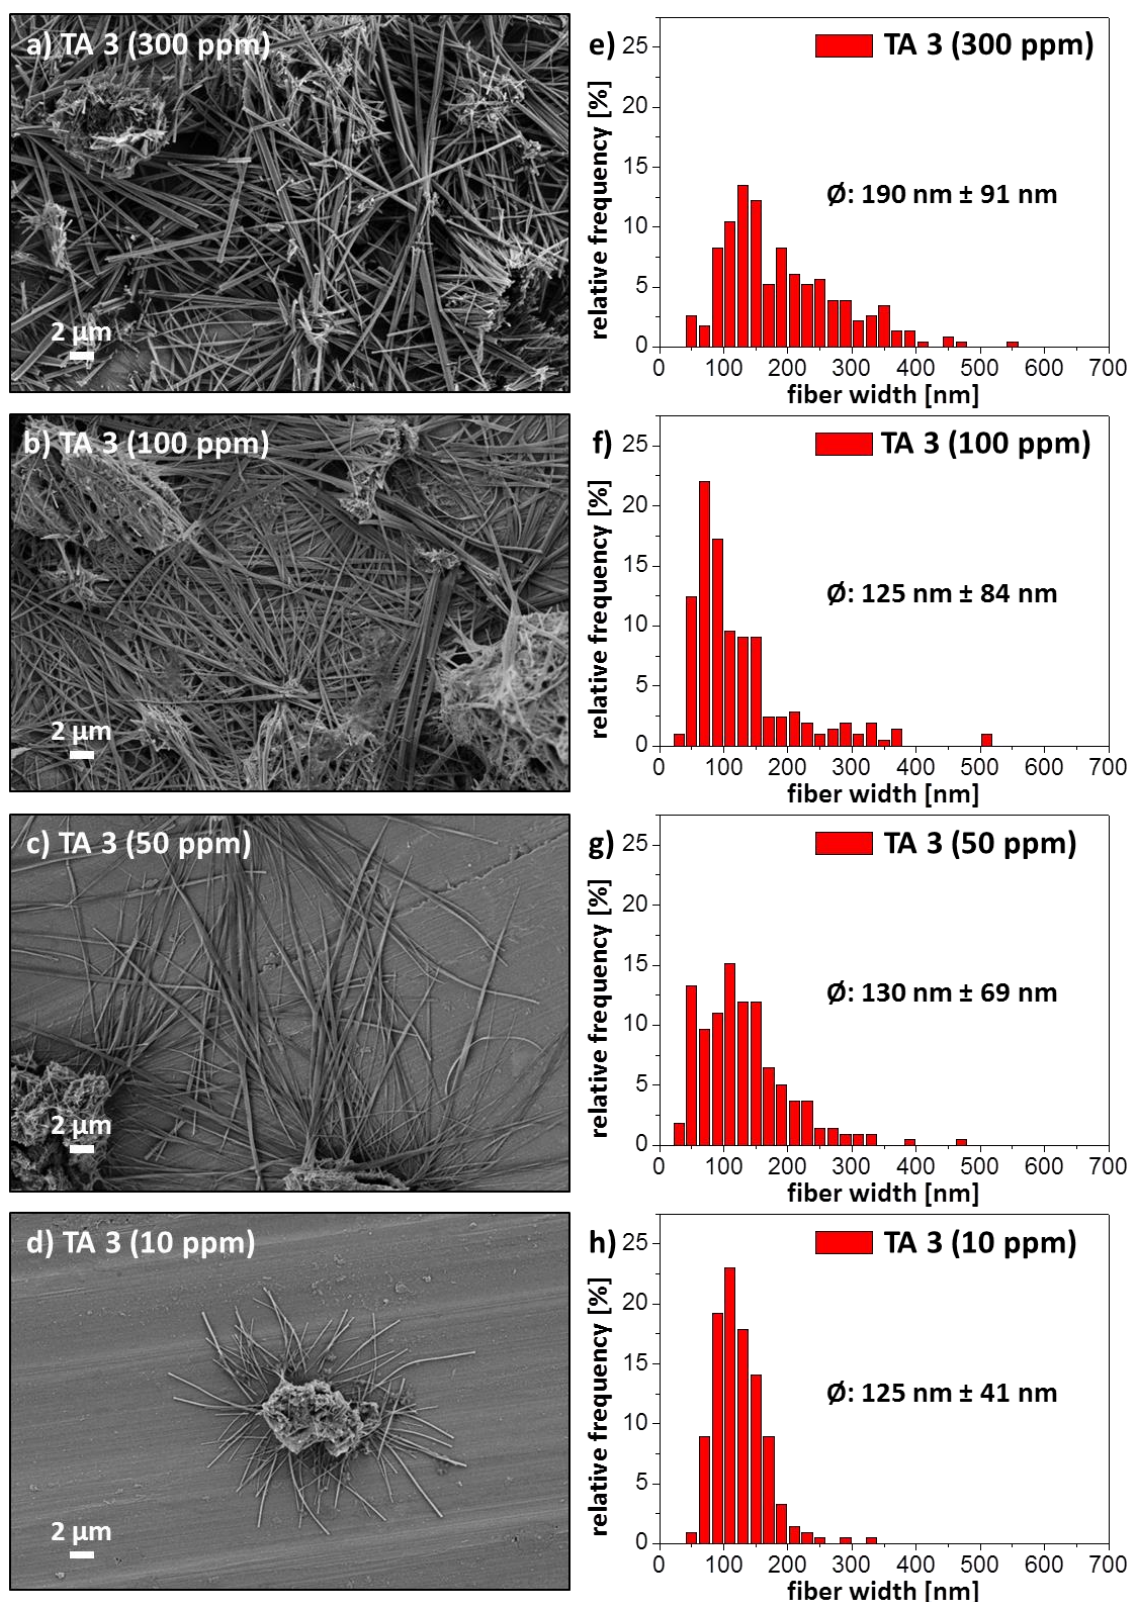 a) TA 3 (300 ppm)
2 µm
e)
TA 3 (300 ppm)
Ø: 190 nm ± 91 nm
relative frequency [%]
25
20
15
10
5
0
0 100 200 300 400 500 600 700
fiber width [nm]
b) TA 3 (100 ppm)
2 µm
f)
TA 3 (100 ppm)
Ø: 125 nm ± 84 nm
relative frequency [%]
25
20
15
10
5
0
0 100 200 300 400 500 600 700
fiber width [nm]
c) TA 3 (50 ppm)
2 µm
g)
TA 3 (50 ppm)
Ø: 130 nm ± 69 nm
relative frequency [%]
25
20
15
10
5
0
0 100 200 300 400 500 600 700
fiber width [nm]
d) TA 3 (10 ppm)
2 µm
h)
TA 3 (10 ppm)
Ø: 125 nm ± 41 nm
relative frequency [%]
25
20
15
10
5
0
0 100 200 300 400 500 600 700
fiber width [nm]